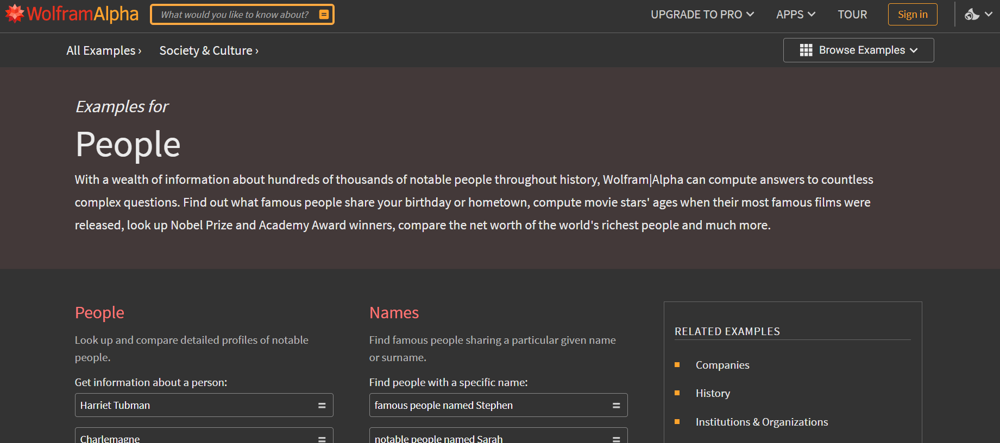 WolframAlpha
What would you like to know about?
UPGRADE TO PRO
APPS
TOUR
Sign in
All Examples ›
Society & Culture ›
Browse Examples
Examples for
People
With a wealth of information about hundreds of thousands of notable people throughout history, Wolfram|Alpha can compute answers to countless
complex questions. Find out what famous people share your birthday or hometown, compute movie stars' ages when their most famous films were
released, look up Nobel Prize and Academy Award winners, compare the net worth of the world's richest people and much more.
People
Look up and compare detailed profiles of notable
people.
Get information about a person:
Harriet Tubman
Charlemagne
Names
Find famous people sharing a particular given name
or surname.
Find people with a specific name:
famous people named Stephen
notable people named Sarah
RELATED EXAMPLES
Companies
History
Institutions & Organizations